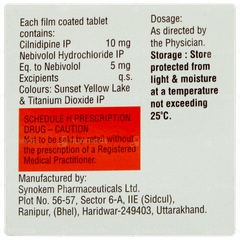 Each film coated tablet
contains:
Cilnidipine IP 10 mg
Nebivolol Hydrochloride IP
Eq. to Nebivolol 5 mg
Excipients q.s.
Colours: Sunset Yellow Lake
& Titanium Dioxide IP
SCHEDULE H PRESCRIPTION
DRUG – CAUTION
Not to be sold by retail without
the prescription of a Registered
Medical Practitioner.
Dosage:
As directed by
the Physician.
Storage : Store
protected from
light & moisture
at a temperature
not exceeding
25°C.
Manufactured by:
Synokem Pharmaceuticals Ltd.
Plot No. 56-57, Sector 6-A, IIE (Sidcul),
Ranipur, (Bhel), Haridwar-249403, Uttarakhand.